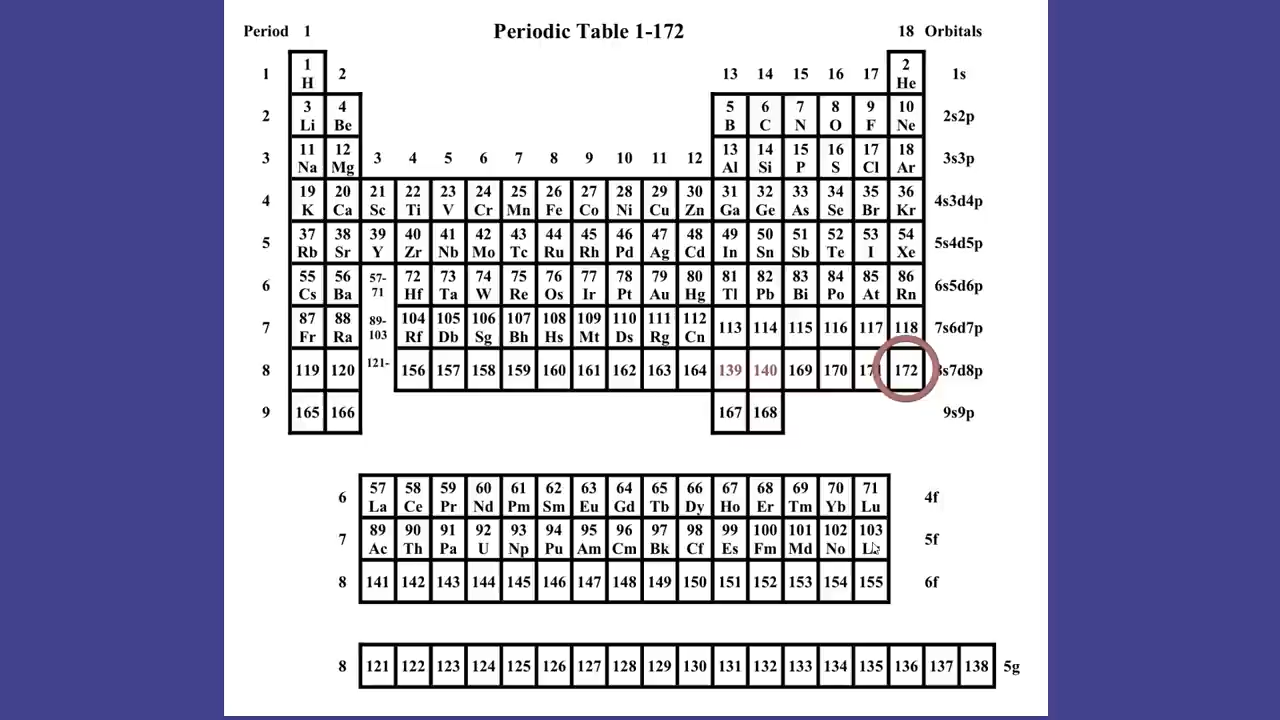 Period 1 Periodic Table 1-172 18 Orbitals
1 2
1 H 2 13 14 15 16 17 He 1s
3 4 5 6 7 8 9 10
2 Li Be B C N O F Ne 2s2p
11 12 13 14 15 16 17 18
3 Na Mg 3 4 5 6 7 8 9 10 11 12 Al Si P S Cl Ar 3s3p
19 20 21 22 23 24 25 26 27 28 29 30 31 32 33 34 35 36
4 K Ca Sc Ti V Cr Mn Fe Co Ni Cu Zn Ga Ge As Se Br Kr 4s3d4p
37 38 39 40 41 42 43 44 45 46 47 48 49 50 51 52 53 54
5 Rb Sr Y Zr Nb Mo Tc Ru Rh Pd Ag Cd In Sn Sb Te I Xe 5s4d5p
55 56 57- 72 73 74 75 76 77 78 79 80 81 82 83 84 85 86
6 Cs Ba 71 Hf Ta W Re Os Ir Pt Au Hg Tl Pb Bi Po At Rn 6s5d6p
87 88 89- 104 105 106 107 108 109 110 111 112
7 Fr Ra 103 Rf Db Sg Bh Hs Mt Ds Rg Cn 113 114 115 116 117 118 7s6d7p
8 119 120 121- 156 157 158 159 160 161 162 163 164 139 140 169 170 172
9 165 166 167 168 9s9p
57 58 59 60 61 62 63 64 65 66 67 68 69 70 71
6 La Ce Pr Nd Pm Sm Eu Gd Tb Dy Ho Er Tm Yb Lu 4f
89 90 91 92 93 94 95 96 97 98 99 100 101 102 103
7 Ac Th Pa U Np Pu Am Cm Bk Cf Es Fm Md No 5f
8 141 142 143 144 145 146 147 148 149 150 151 152 153 154 155 6f
8 121 122 123 124 125 126 127 128 129 130 131 132 133 134 135 136 137 138 5g